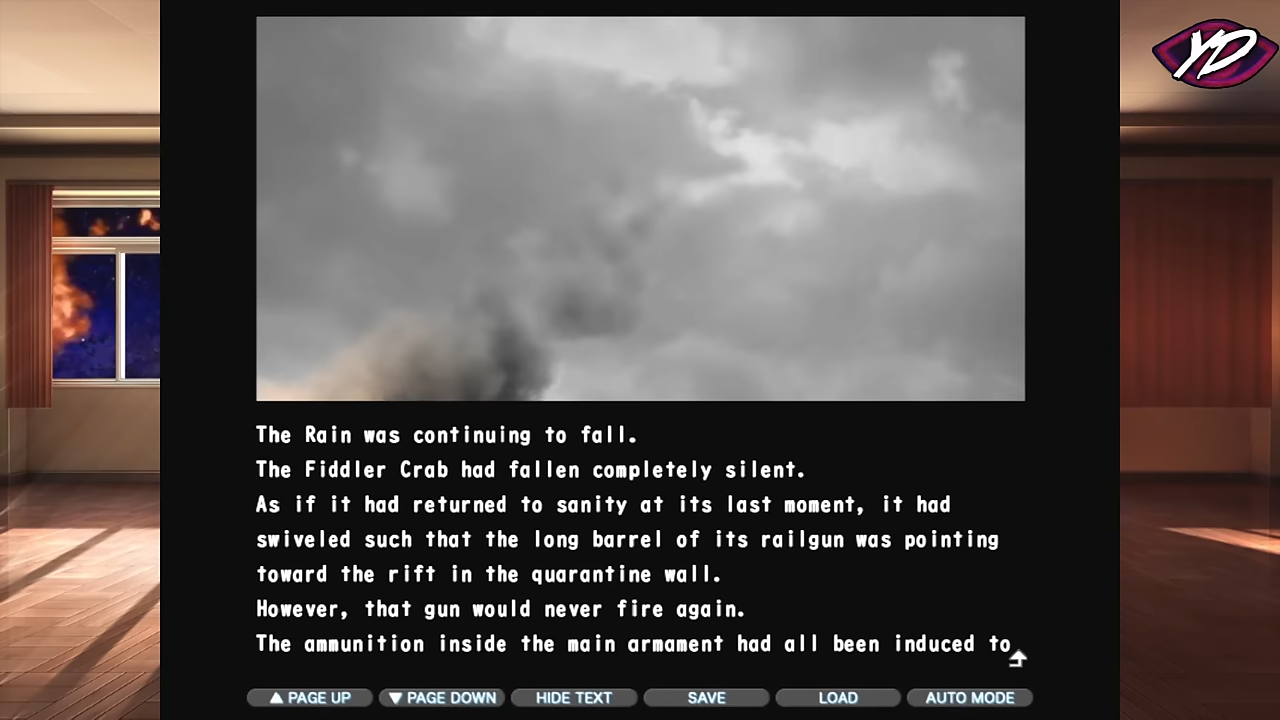 YD
The Rain was continuing to fall.
The Fiddler Crab had fallen completely silent.
As if it had returned to sanity at its last moment, it had
swiveled such that the long barrel of its railgun was pointing
toward the rift in the quarantine wall.
However, that gun would never fire again.
The ammunition inside the main armament had all been induced to
▲ PAGE UP ▼ PAGE DOWN HIDE TEXT SAVE LOAD AUTO MODE